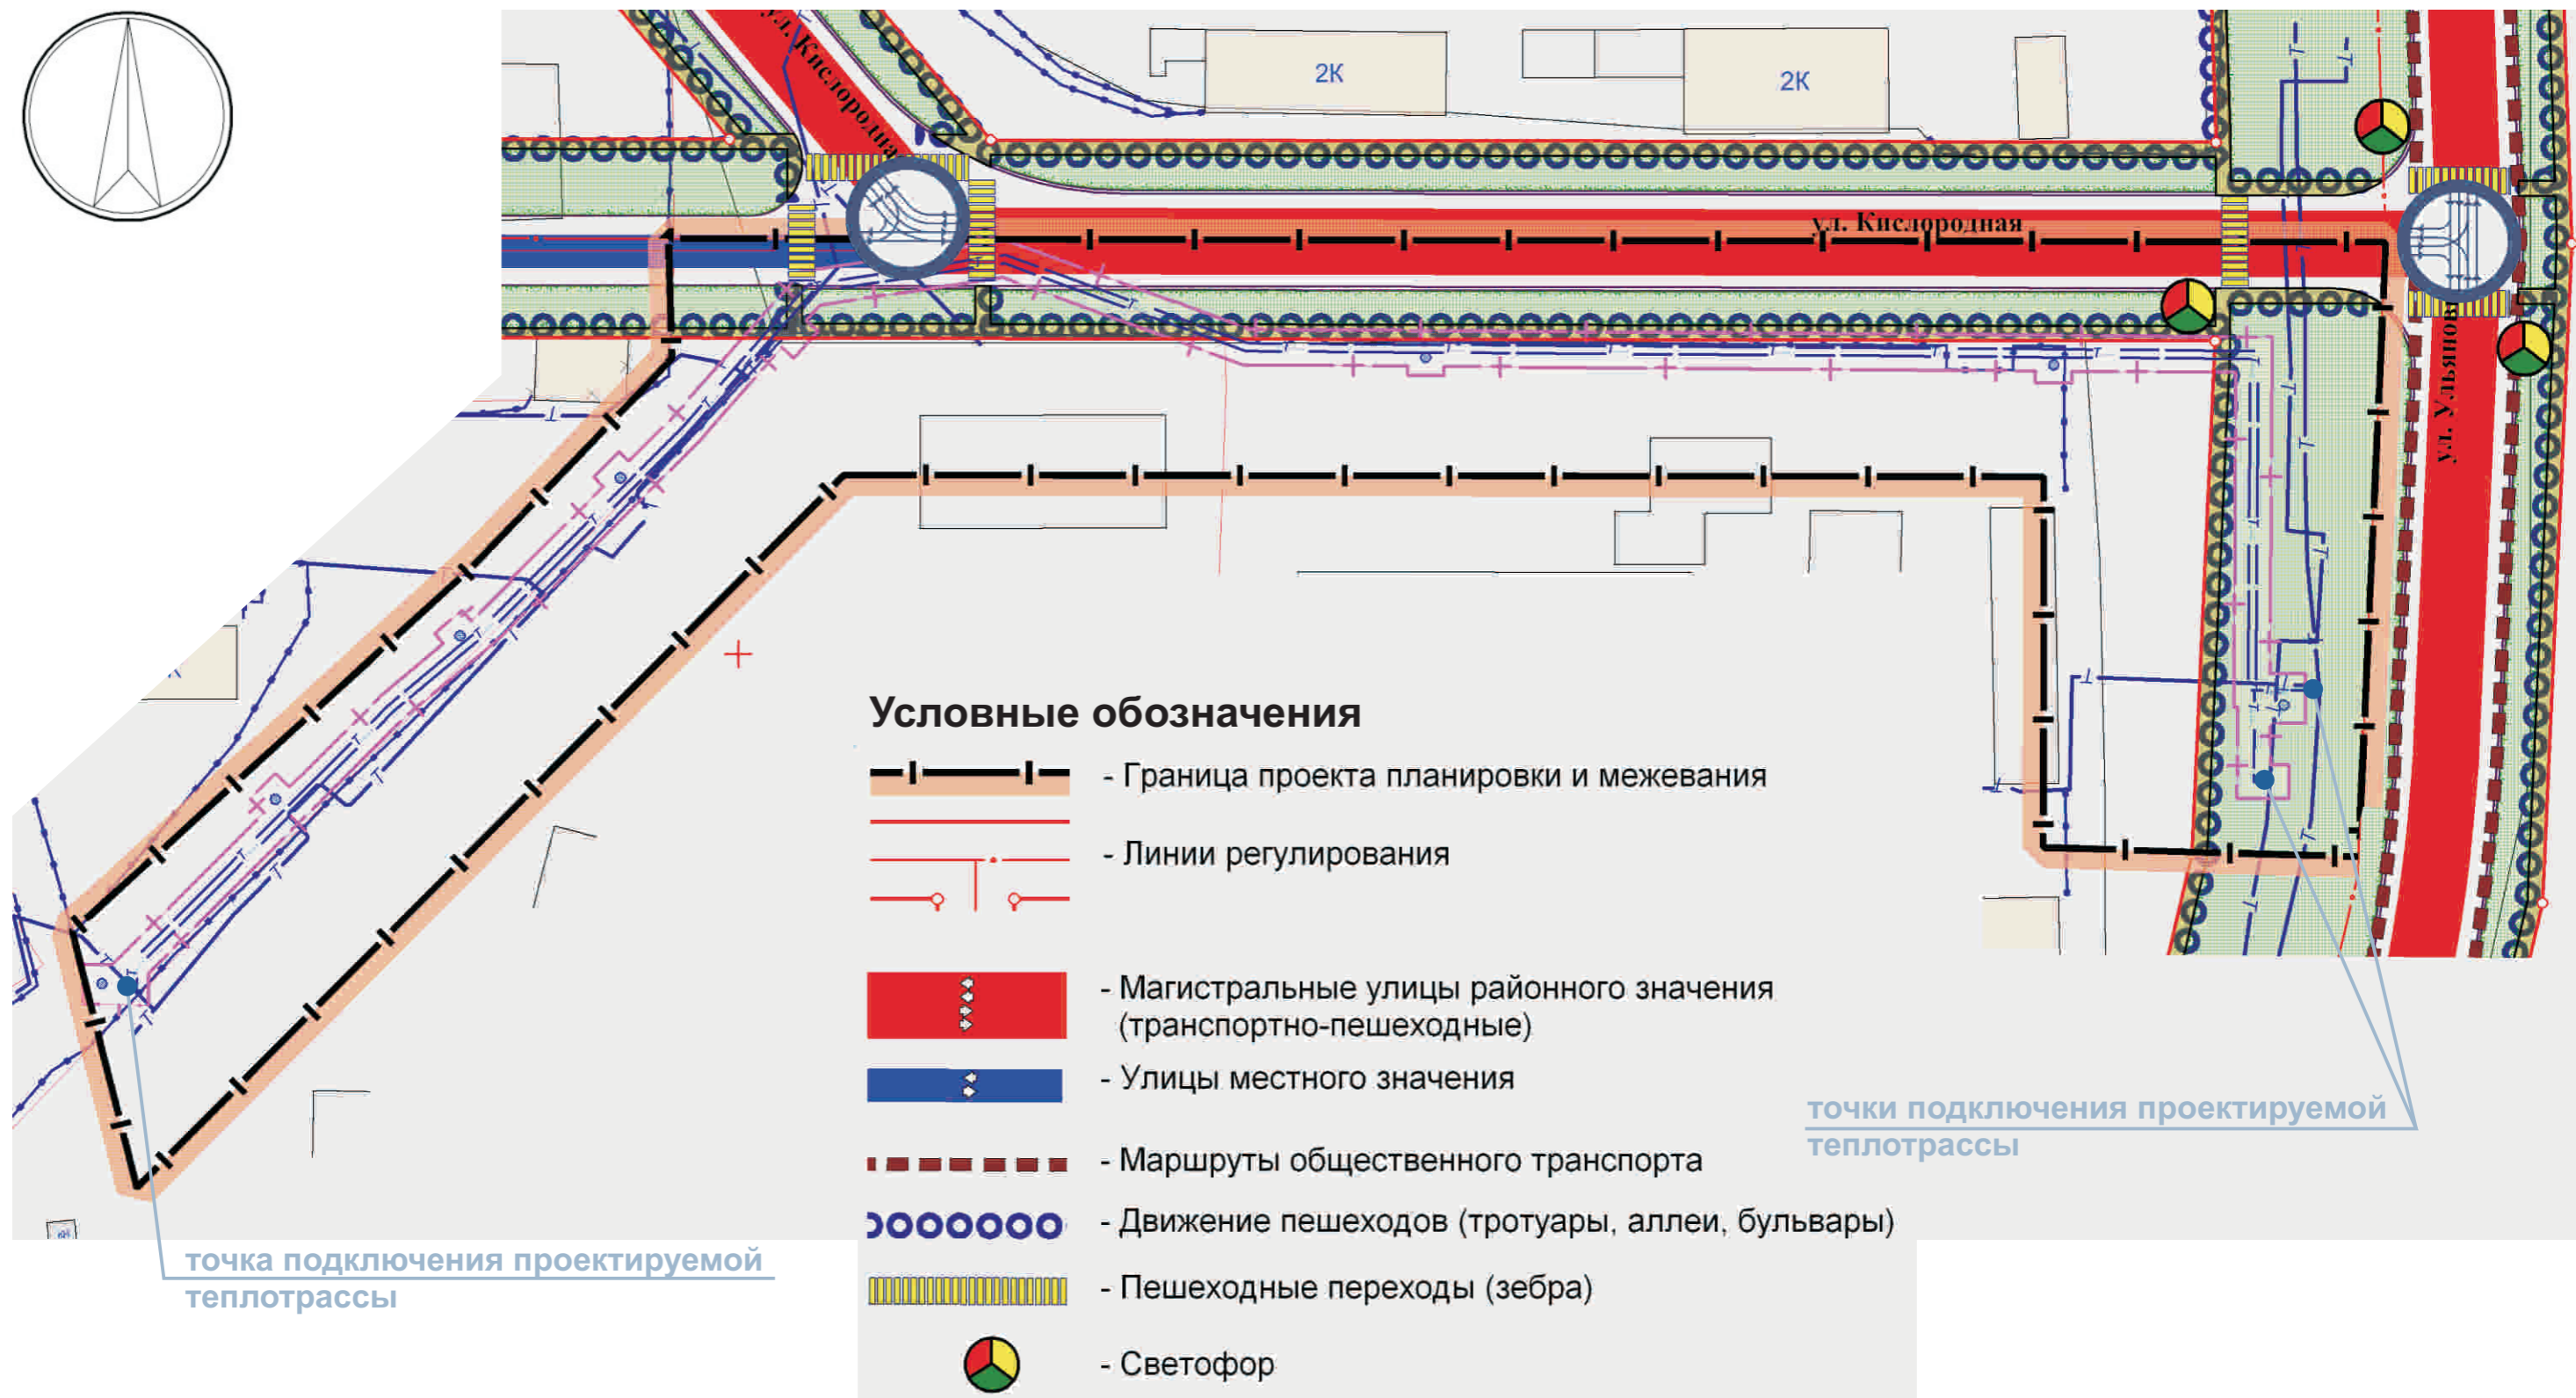 ул. Кислородная
2К
2К
ул. Кислородная
ул. Ульянов
Условные обозначения
- Граница проекта планировки и межевания
- Линии регулирования
- Магистральные улицы районного значения
(транспортно-пешеходные)
- Улицы местного значения
- Маршруты общественного транспорта
- Движение пешеходов (тротуары, аллеи, бульвары)
- Пешеходные переходы (зебра)
- Светофор
точки подключения проектируемой
теплотрассы
точка подключения проектируемой
теплотрассы